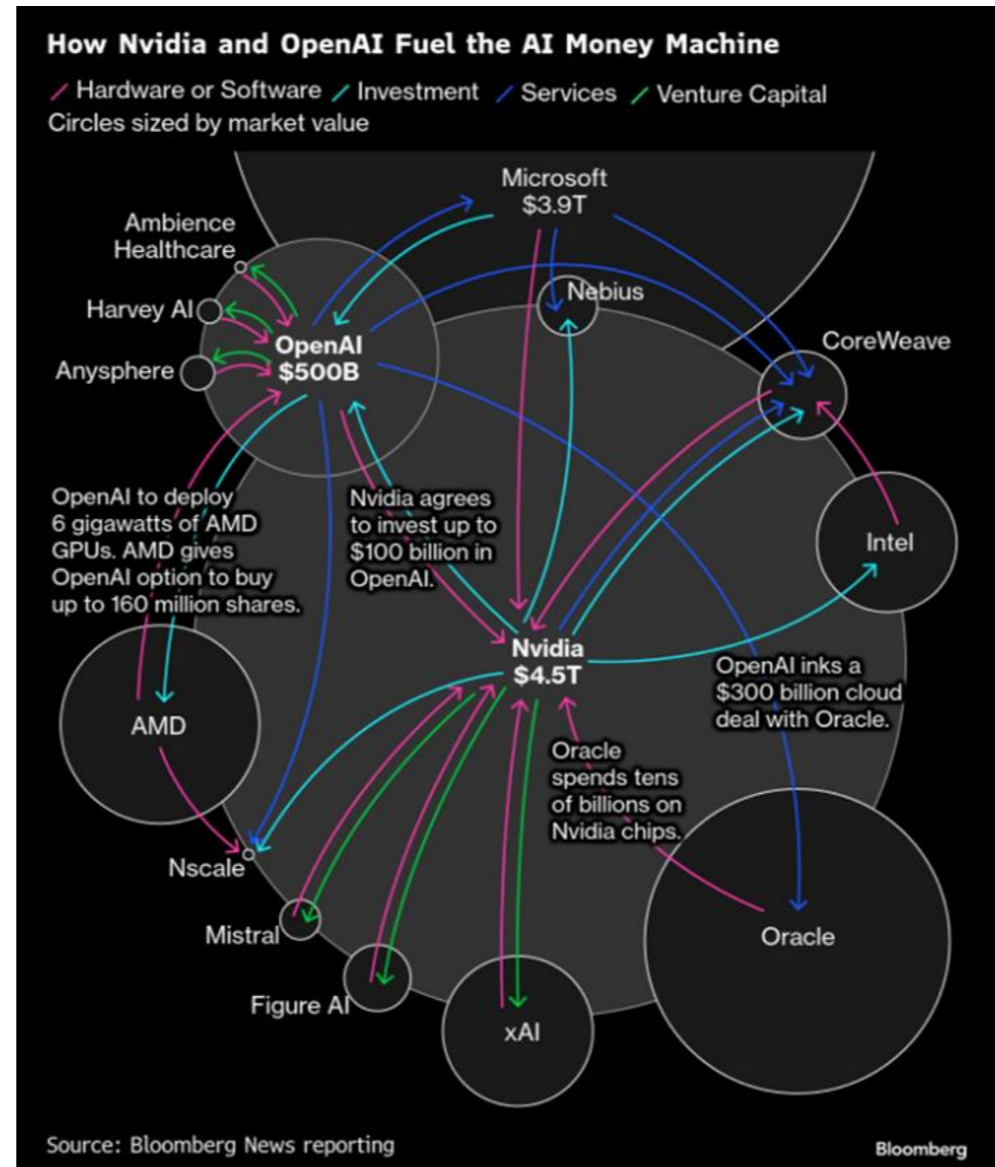 How Nvidia and OpenAI Fuel the AI Money Machine
Hardware or Software Investment Services Venture Capital
Circles sized by market value
Microsoft
$3.9T
Ambience
Healthcare
Harvey AI
Anysphere
OpenAI
$500B
Nebius
CoreWeave
Intel
OpenAI to deploy
6 gigawatts of AMD
GPUs. AMD gives
OpenAI option to buy
up to 160 million shares.
Nvidia agrees
to invest up to
$100 billion in
OpenAI.
Nvidia
$4.5T
OpenAI inks a
$300 billion cloud
deal with Oracle.
AMD
Oracle
spends tens
of billions on
Nvidia chips.
Nscale
Mistral
Figure AI
xAI
Oracle
Source: Bloomberg News reporting
Bloomberg